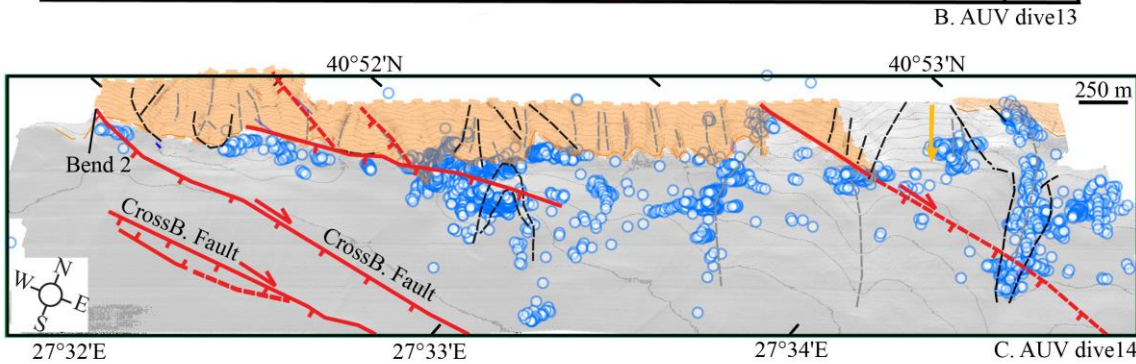 B. AUV dive13
40°52'N
40°53'N
250 m
Bend 2
CrossB. Fault
CrossB. Fault
N
W
E
S
27°32'E
27°33'E
27°34'E
C. AUV dive14